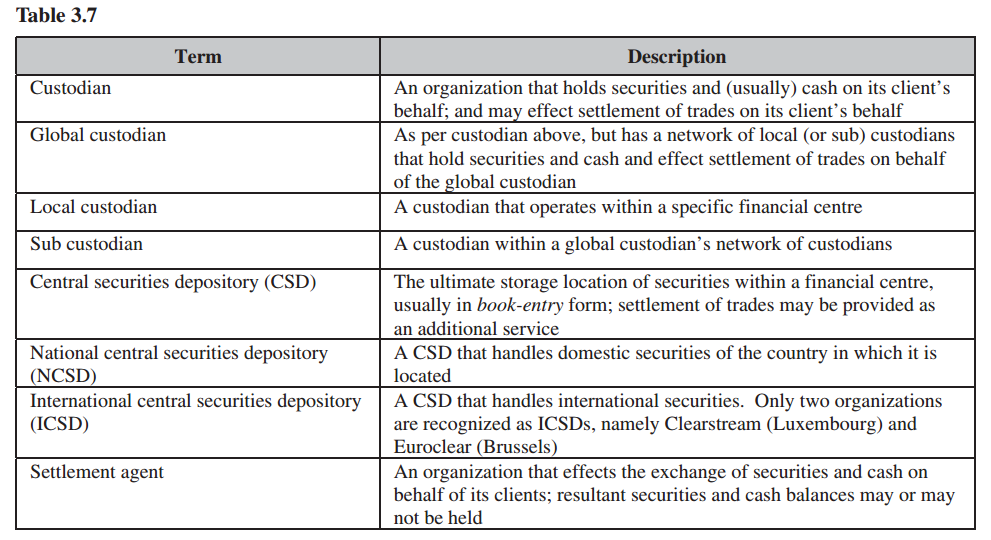 Table 3.7
Term Description
Custodian An organization that holds securities and (usually) cash on its client’s
behalf; and may effect settlement of trades on its client’s behalf
Global custodian As per custodian above, but has a network of local (or sub) custodians
that hold securities and cash and effect settlement of trades on behalf
of the global custodian
Local custodian A custodian that operates within a specific financial centre
Sub custodian A custodian within a global custodian’s network of custodians
Central securities depository (CSD) The ultimate storage location of securities within a financial centre,
usually in book-entry form; settlement of trades may be provided as
an additional service
National central securities depository A CSD that handles domestic securities of the country in which it is
(NCSD) located
International central securities depository A CSD that handles international securities. Only two organizations
(ICSD) are recognized as ICSDs, namely Clearstream (Luxembourg) and
Euroclear (Brussels)
Settlement agent An organization that effects the exchange of securities and cash on
behalf of its clients; resultant securities and cash balances may or may
not be held